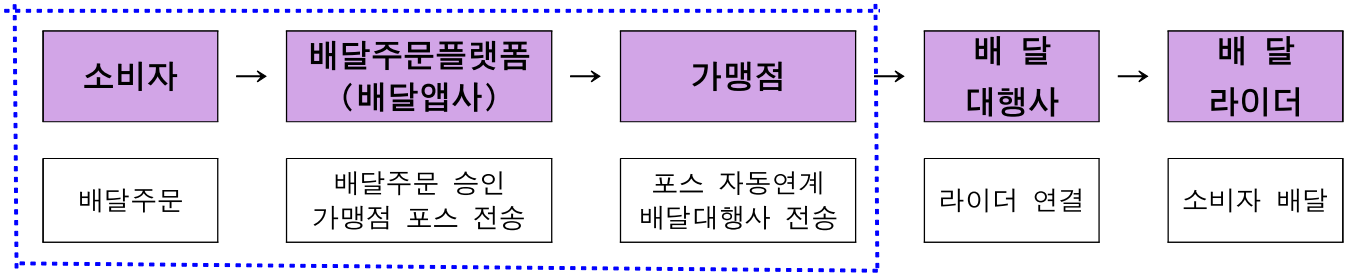 소비자
배달주문플랫폼
(배달앱사)
가맹점
배 달
대행사
배 달
라이더
배달주문
배달주문 승인
가맹점 포스 전송
포스 자동연계
배달대행사 전송
라이더 연결
소비자 배달